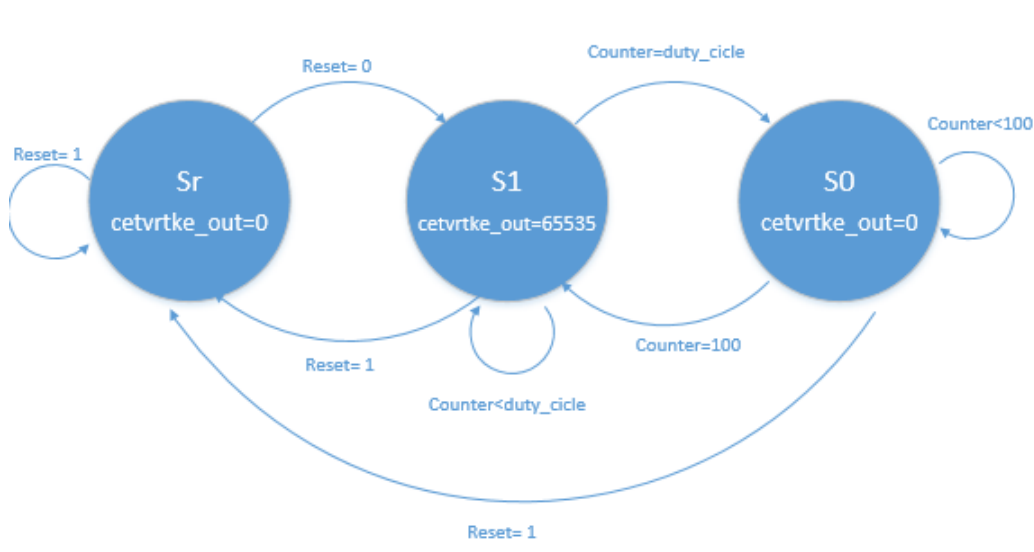 Counter=duty_cicle
Reset= 0
Counter<100
Reset= 1
Sr
cetvrtke_out=0
S1
cetvrtke_out=65535
S0
cetvrtke_out=0
Reset= 1
Counter=100
Counter<duty_cicle
Reset= 1